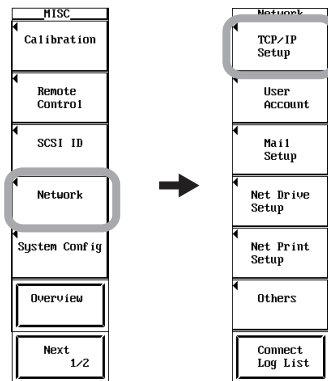 MISC
Calibration
Remote
Control
SCSI ID
Network
System Config
Overview
Next
1/2
Network
TCP/IP
Setup
User
Account
Mail
Setup
Net Drive
Setup
Net Print
Setup
Others
Connect
Log List